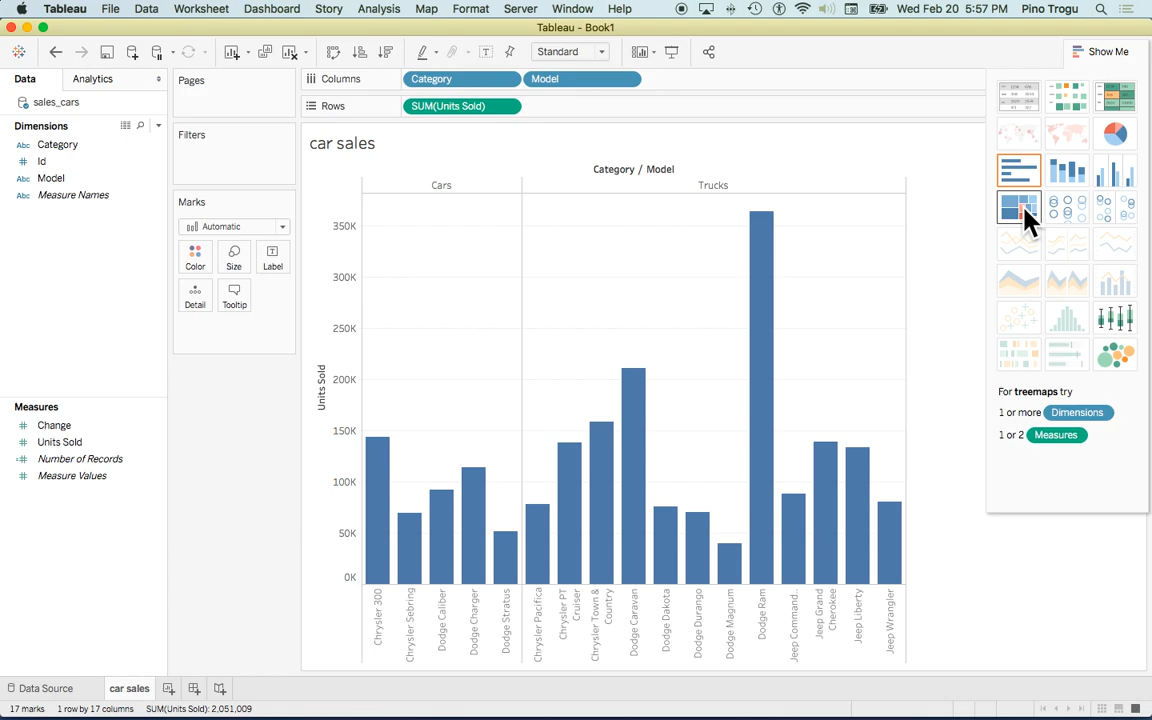 Tableau File Data Worksheet Dashboard Story Analysis Map Format Server Window Help Wed Feb 20 5:57 PM Pino Trogu
Tableau - Book1
Standard Show Me
Data Analytics
sales_cars
Dimensions
Abc Category
# Id
Abc Model
Abc Measure Names
Measures
# Change
# Units Sold
# Number of Records
# Measure Values
Pages
Filters
Marks
Automatic
Color Size Label
Detail Tooltip
Columns Category Model
Rows SUM(Units Sold)
car sales
Category / Model
Cars Trucks
Units Sold
350K
300K
250K
200K
150K
100K
50K
0K
Chrysler 300
Chrysler Sebring
Dodge Caliber
Dodge Charger
Dodge Stratus
Chrysler Pacifica
Chrysler PT
Cruiser
Chrysler Town &
Country
Dodge Caravan
Dodge Dakota
Dodge Durango
Dodge Magnum
Dodge Ram
Jeep Command..
Jeep Grand
Cherokee
Jeep Liberty
Jeep Wrangler
For treemaps try
1 or more Dimensions
1 or 2 Measures
Data Source car sales
17 marks 1 row by 17 columns SUM(Units Sold): 2,051,009